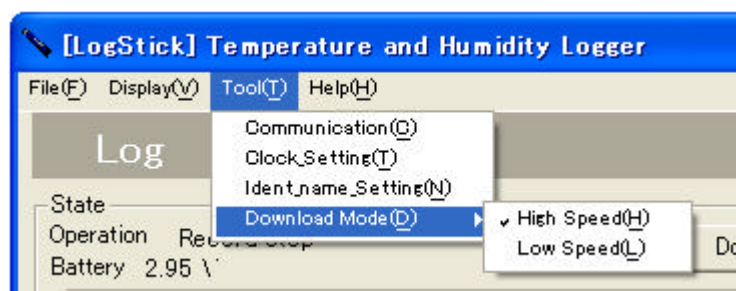 [LogStick] Temperature and Humidity Logger
File(F) Display(V) Tool(T) Help(H)
Log
Communication(C)
Clock_Setting(T)
Ident_name_Setting(N)
Download Mode(D)
High Speed(H)
Low Speed(L)
State
Operation
Battery 2.95